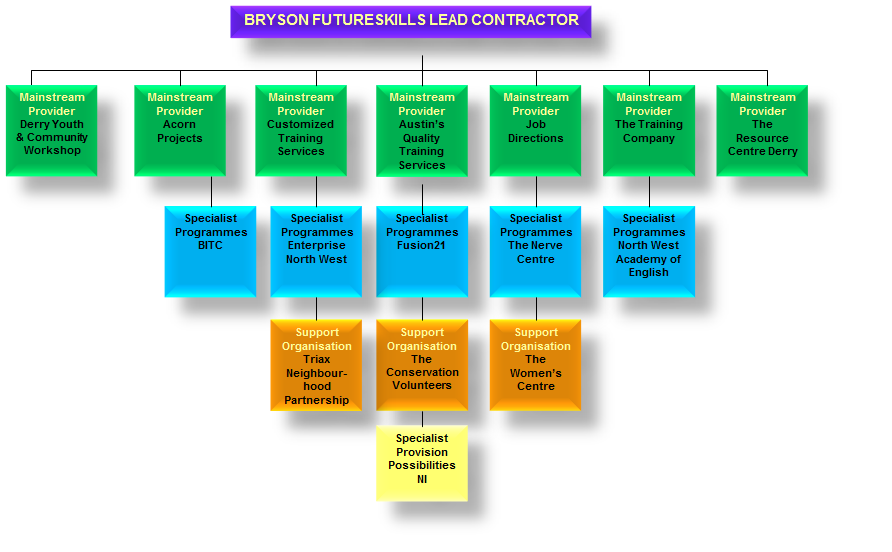 BRYSON FUTURESKILLS LEAD CONTRACTOR
Mainstream
Provider
Derry Youth
& Community
Workshop
Mainstream
Provider
Acorn
Projects
Mainstream
Provider
Customized
Training
Services
Mainstream
Provider
Austin's
Quality
Training
Services
Mainstream
Provider
Job
Directions
Mainstream
Provider
The Training
Company
Mainstream
Provider
The
Resource
Centre Derry
Specialist
Programmes
BITC
Specialist
Programmes
Enterprise
North West
Specialist
Programmes
Fusion21
Specialist
Programmes
The Nerve
Centre
Specialist
Programmes
North West
Academy of
English
Support
Organisation
Triax
Neighbour-
hood
Partnership
Support
Organisation
The
Conservation
Volunteers
Support
Organisation
The
Women's
Centre
Specialist
Provision
Possibilities
NI